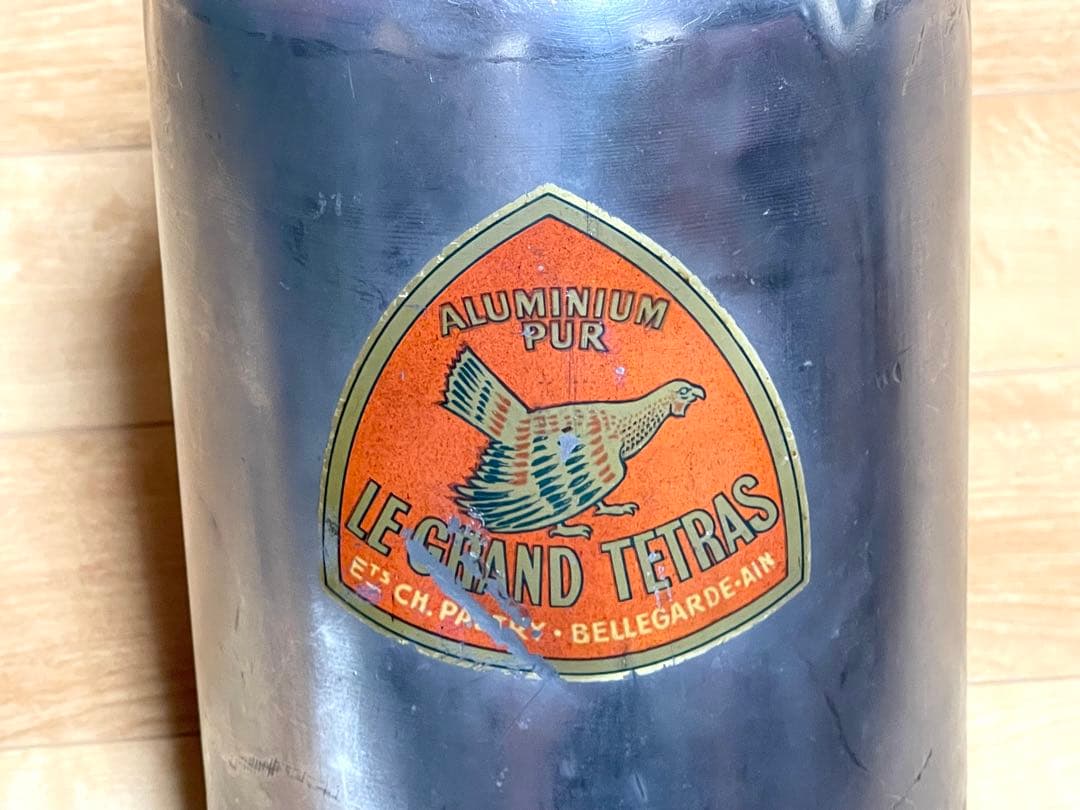 ALUMINIUM
PUR
LE GRAND TETRAS
ETS CH. • BELLEGARDE-AIN